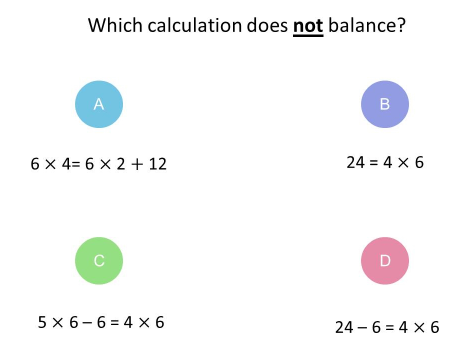 Which calculation does not balance?
A
B
6 × 4= 6 × 2 + 12
24 = 4 × 6
C
D
5 × 6 – 6 = 4 × 6
24 – 6 = 4 × 6